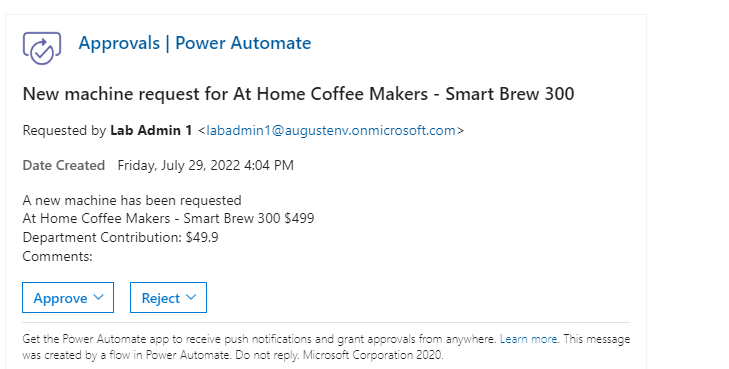 Approvals | Power Automate
New machine request for At Home Coffee Makers - Smart Brew 300
Requested by Lab Admin 1 <labadmin1@augustenv.onmicrosoft.com>
Date Created Friday, July 29, 2022 4:04 PM
A new machine has been requested
At Home Coffee Makers - Smart Brew 300 $499
Department Contribution: $49.9
Comments:
Approve Reject
Get the Power Automate app to receive push notifications and grant approvals from anywhere. Learn more. This message
was created by a flow in Power Automate. Do not reply. Microsoft Corporation 2020.